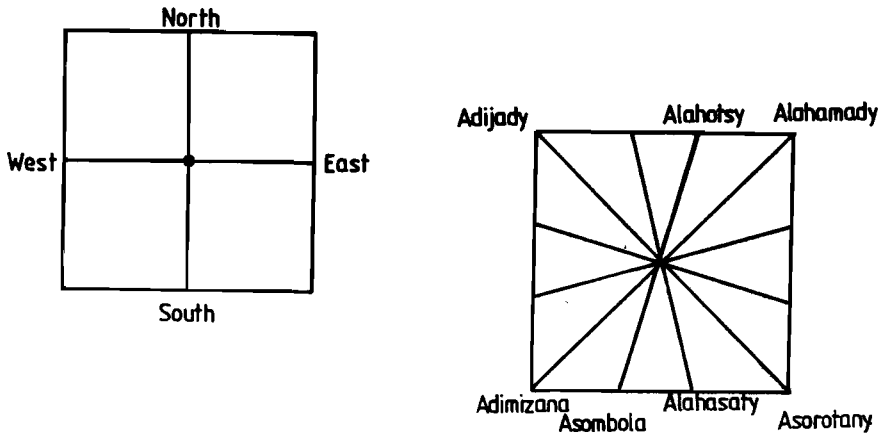 North
West
East
South
Adijady
Alahotsy
Alahamady
Adimizana
Asombola
Alahasaty
Asorotany